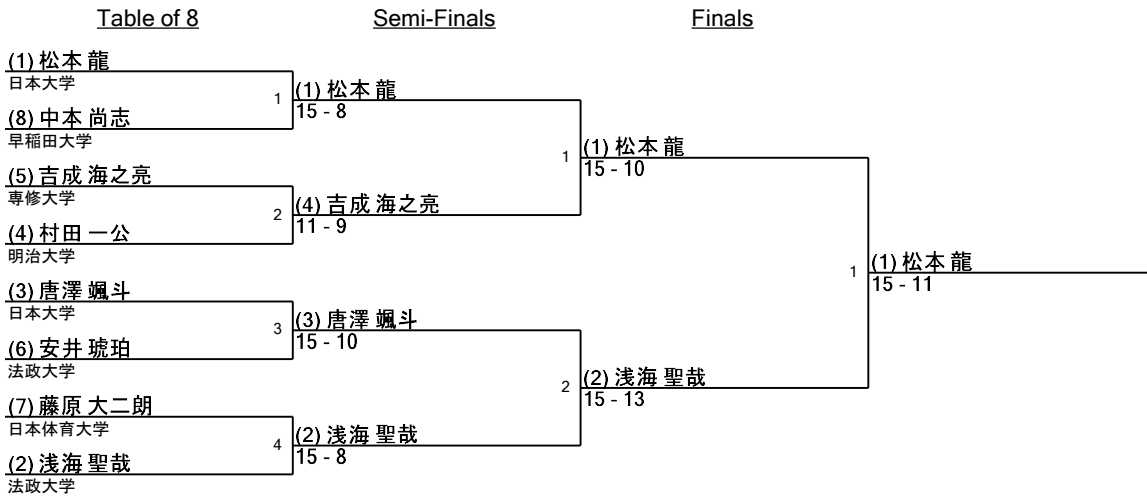 Table of 8 Semi-Finals Finals
(1) 松本 龍
日本大学
1
(1) 松本 龍
15 - 8
(8) 中本 尚志
早稲田大学
1
(1) 松本 龍
15 - 10
(5) 吉成 海之亮
専修大学
2
(4) 吉成 海之亮
11 - 9
(4) 村田 一公
明治大学
1
(1) 松本 龍
15 - 11
(3) 唐澤 颯斗
日本大学
3
(3) 唐澤 颯斗
15 - 10
(6) 安井 琥珀
法政大学
2
(2) 浅海 聖哉
15 - 13
(7) 藤原 大二朗
日本体育大学
4
(2) 浅海 聖哉
15 - 8
(2) 浅海 聖哉
法政大学